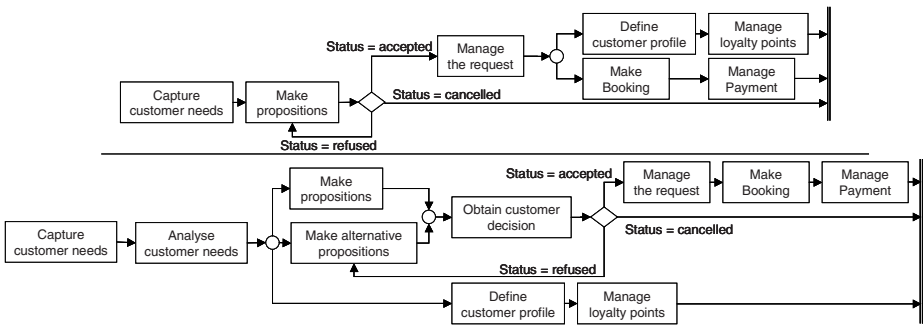 Define
customer profile
Manage
loyalty points
Status = accepted
Manage
the request
Make
Booking
Manage
Payment
Capture
customer needs
Make
propositions
Status = cancelled
Status = refused
Make
propositions
Status = accepted
Manage
the request
Make
Booking
Manage
Payment
Capture
customer needs
Analyse
customer needs
Make alternative
propositions
Obtain customer
decision
Status = cancelled
Status = refused
Define
customer profile
Manage
loyalty points